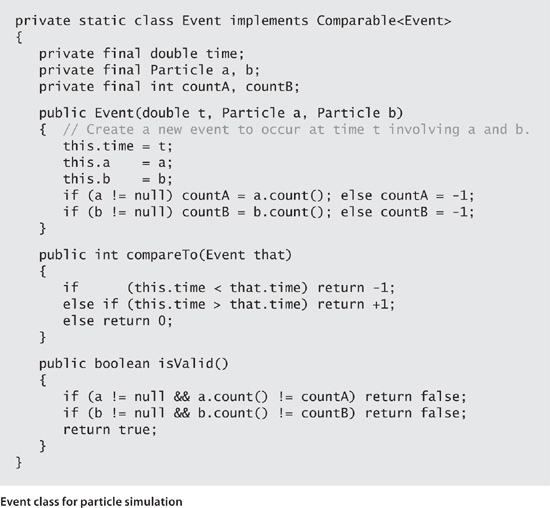 private static class Event implements Comparable<Event>
{
   private final double time;
   private final Particle a, b;
   private final int countA, countB;

   public Event(double t, Particle a, Particle b)
   {  // Create a new event to occur at time t involving a and b.
      this.time = t;
      this.a    = a;
      this.b    = b;
      if (a != null) countA = a.count(); else countA = -1;
      if (b != null) countB = b.count(); else countB = -1;
   }

   public int compareTo(Event that)
   {
      if      (this.time < that.time) return -1;
      else if (this.time > that.time) return +1;
      else return 0;
   }

   public boolean isValid()
   {
      if (a != null && a.count() != countA) return false;
      if (b != null && b.count() != countB) return false;
      return true;
   }
}
Event class for particle simulation